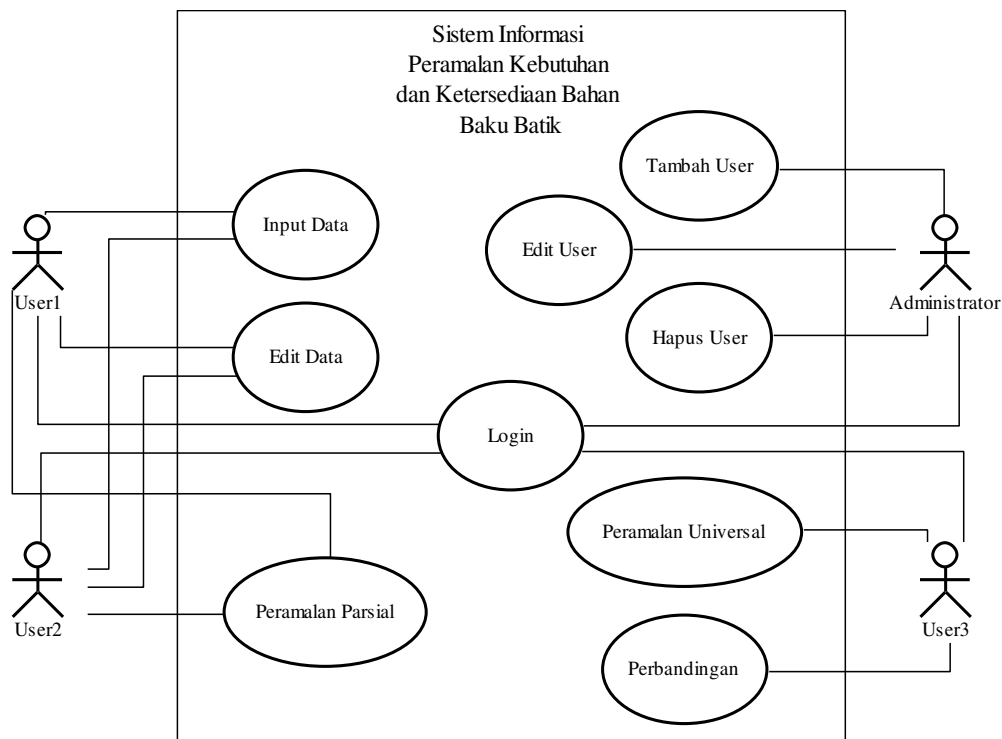 Sistem Informasi
Peramalan Kebutuhan
dan Ketersediaan Bahan
Baku Batik
Tambah User
Input Data
Edit User
User1
Administrator
Hapus User
Edit Data
Login
Peramalan Universal
Peramalan Parsial
User2
User3
Perbandingan